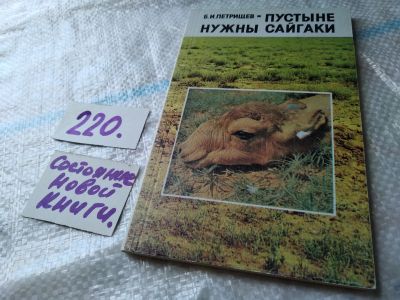 Б.И.ПЕТРИЩЕВ - ПУСТЫНЕ
НУЖНЫ САЙГАКИ
220.
Состояние
новой
книги.